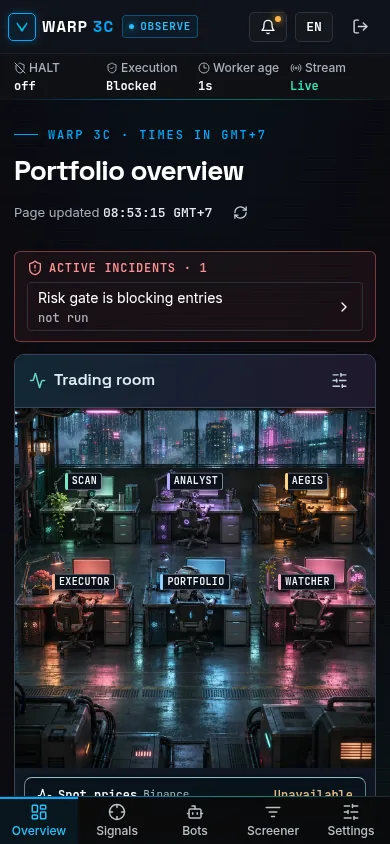 WARP 3C OBSERVE EN
HALT Execution Worker age Stream
off Blocked 1s Live
WARP 3C · TIMES IN GMT+7
Portfolio overview
Page updated 08:53:15 GMT+7
ACTIVE INCIDENTS · 1
Risk gate is blocking entries
not run
Trading room
SCAN ANALYST AEGIS
EXECUTOR PORTFOLIO WATCHER
Spot prices Binance Unavailable
Overview Signals Bots Screener Settings